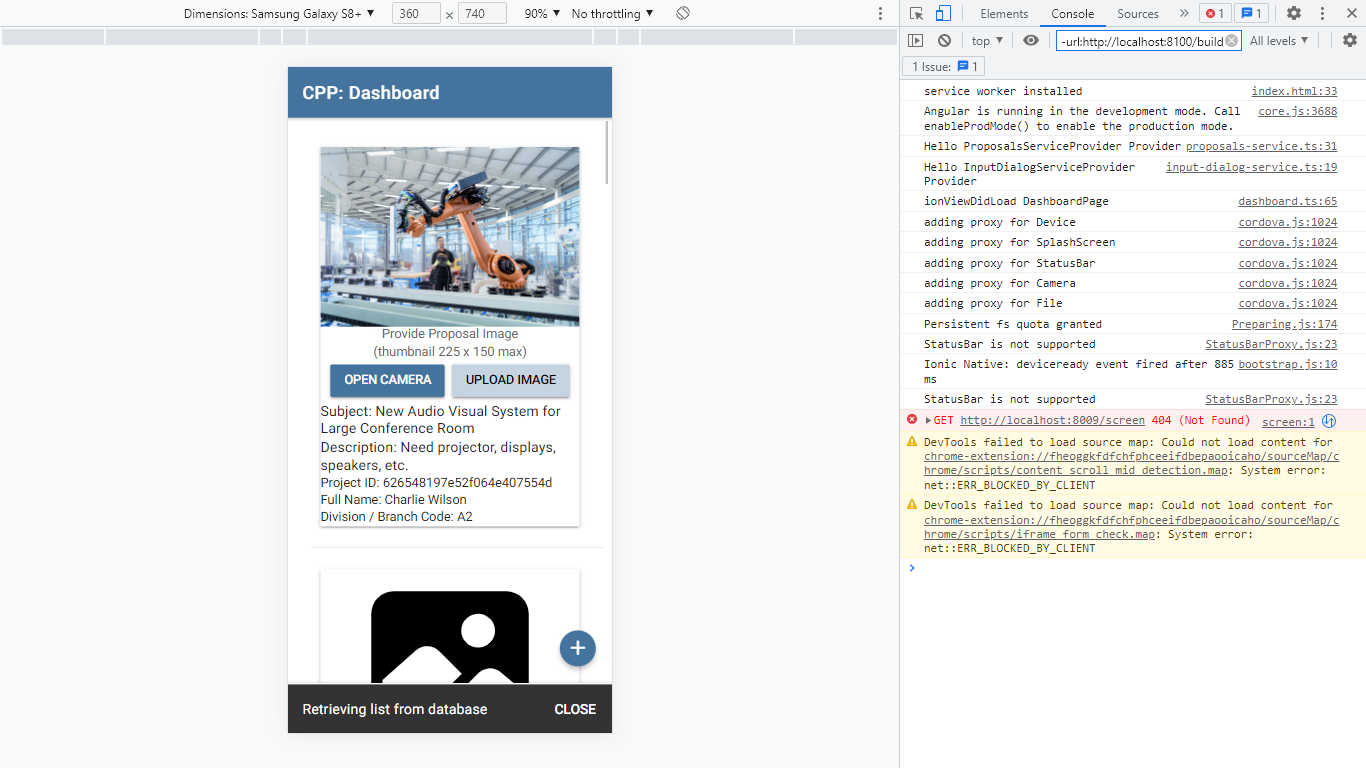 Dimensions: Samsung Galaxy S8+ ▼ 360 × 740 90% ▼ No throttling ▼
Elements Console Sources » 1 1
top ▼ -url:http://localhost:8100/build All levels ▼
1 Issue: 1
CPP: Dashboard
Provide Proposal Image
(thumbnail 225 x 150 max)
OPEN CAMERA UPLOAD IMAGE
Subject: New Audio Visual System for
Large Conference Room
Description: Need projector, displays,
speakers, etc.
Project ID: 626548197e52f064e407554d
Full Name: Charlie Wilson
Division / Branch Code: A2
Retrieving list from database CLOSE
service worker installed index.html:33
Angular is running in the development mode. Call core.js:3688
enableProdMode() to enable the production mode.
Hello ProposalsServiceProvider Provider proposals-service.ts:31
Hello InputDialogServiceProvider input-dialog-service.ts:19
Provider
ionViewDidLoad DashboardPage dashboard.ts:65
adding proxy for Device cordova.js:1024
adding proxy for SplashScreen cordova.js:1024
adding proxy for StatusBar cordova.js:1024
adding proxy for Camera cordova.js:1024
adding proxy for File cordova.js:1024
Persistent fs quota granted Preparing.js:174
StatusBar is not supported StatusBarProxy.js:23
Ionic Native: deviceready event fired after 885 bootstrap.js:10
ms
StatusBar is not supported StatusBarProxy.js:23
GET http://localhost:8009/screen 404 (Not Found) screen:1
DevTools failed to load source map: Could not load content for
chrome-extension://fheoggkfdfchfphceeifdbepaooicaho/sourceMap/c
hrome/scripts/content_scroll_mid_detection.map: System error:
net::ERR_BLOCKED_BY_CLIENT
DevTools failed to load source map: Could not load content for
chrome-extension://fheoggkfdfchfphceeifdbepaooicaho/sourceMap/c
hrome/scripts/iframe_form_check.map: System error:
net::ERR_BLOCKED_BY_CLIENT